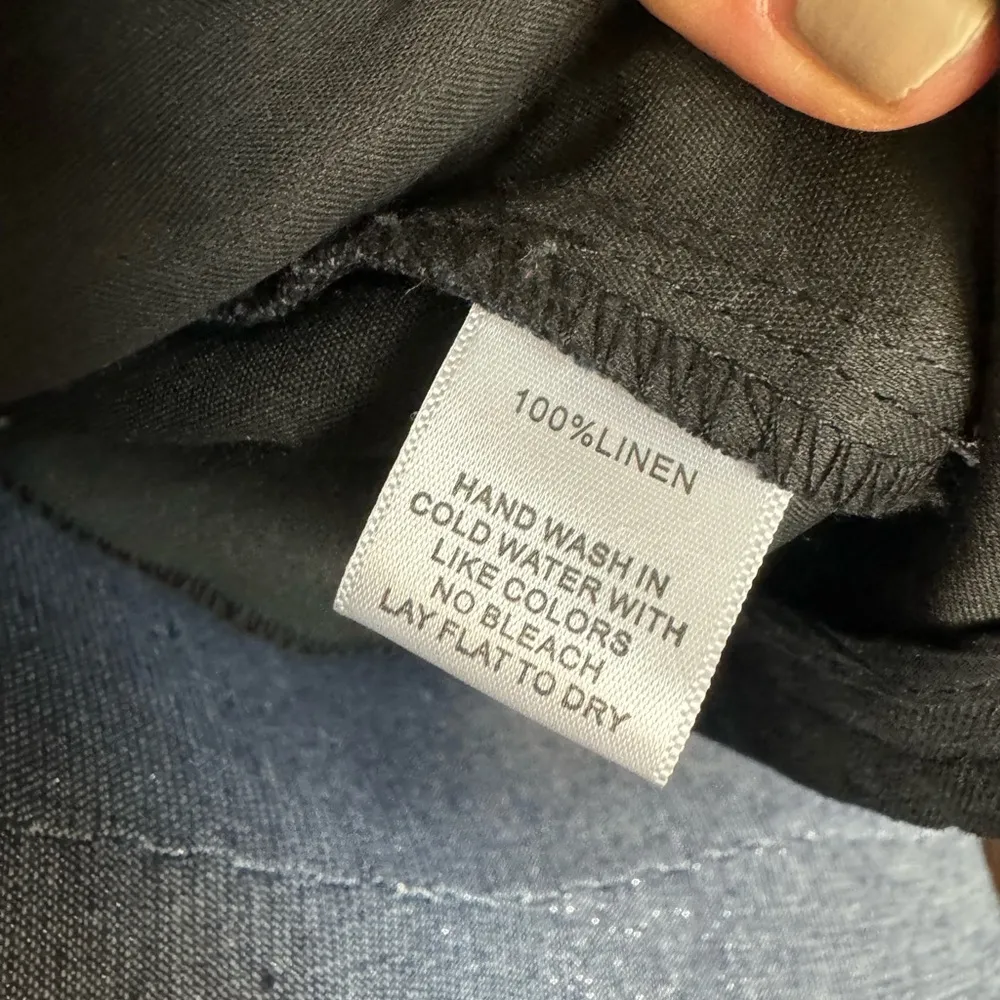 100%LINEN
HAND WASH IN
COLD WATER WITH
LIKE COLORS
NO BLEACH
LAY FLAT TO DRY